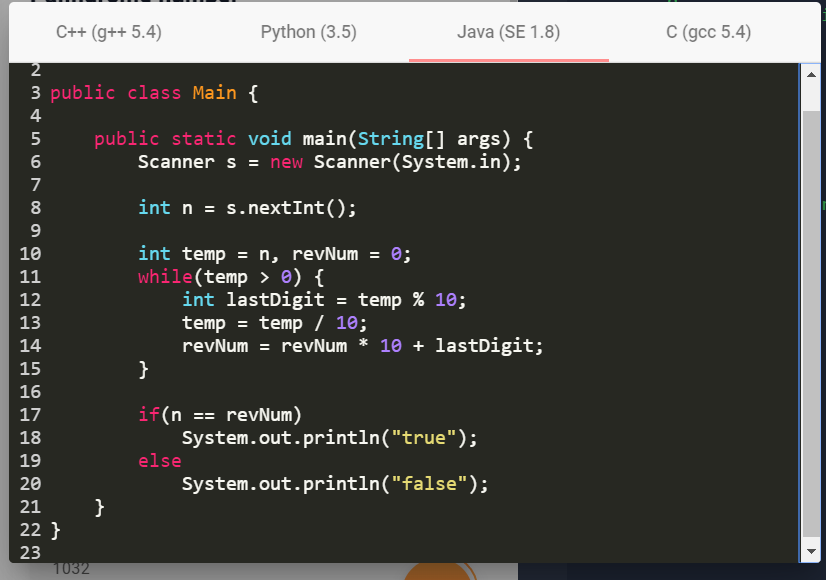 C++ (g++ 5.4)
Python (3.5)
Java (SE 1.8)
C (gcc 5.4)
2
3 public class Main {
4
5     public static void main(String[] args) {
6         Scanner s = new Scanner(System.in);
7
8         int n = s.nextInt();
9
10         int temp = n, revNum = 0;
11         while(temp > 0) {
12             int lastDigit = temp % 10;
13             temp = temp / 10;
14             revNum = revNum * 10 + lastDigit;
15         }
16
17         if(n == revNum)
18             System.out.println("true");
19         else
20             System.out.println("false");
21     }
22 }
23
1032